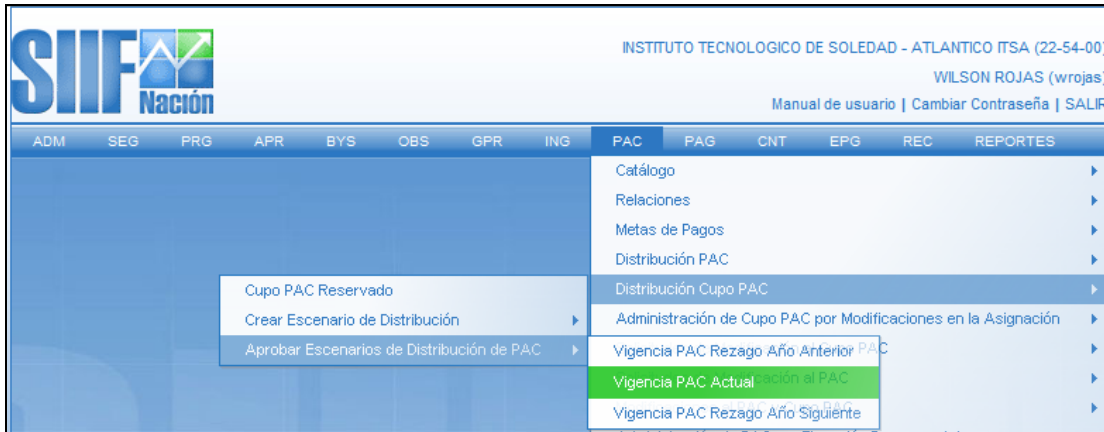 SIIF
Nación
INSTITUTO TECNOLOGICO DE SOLEDAD - ATLANTICO ITSA (22-54-00)
WILSON ROJAS (wrojas)
Manual de usuario | Cambiar Contraseña | SALIR
ADM SEG PRG APR BYS OBS GPR ING PAC PAG CNT EPG REC REPORTES
Catálogo
Relaciones
Metas de Pagos
Distribución PAC
Distribución Cupo PAC
Administración de Cupo PAC por Modificaciones en la Asignación
Cupo PAC Reservado
Crear Escenario de Distribución
Aprobar Escenarios de Distribución de PAC
Vigencia PAC Rezago Año Anterior
Vigencia PAC Actual
Vigencia PAC Rezago Año Siguiente